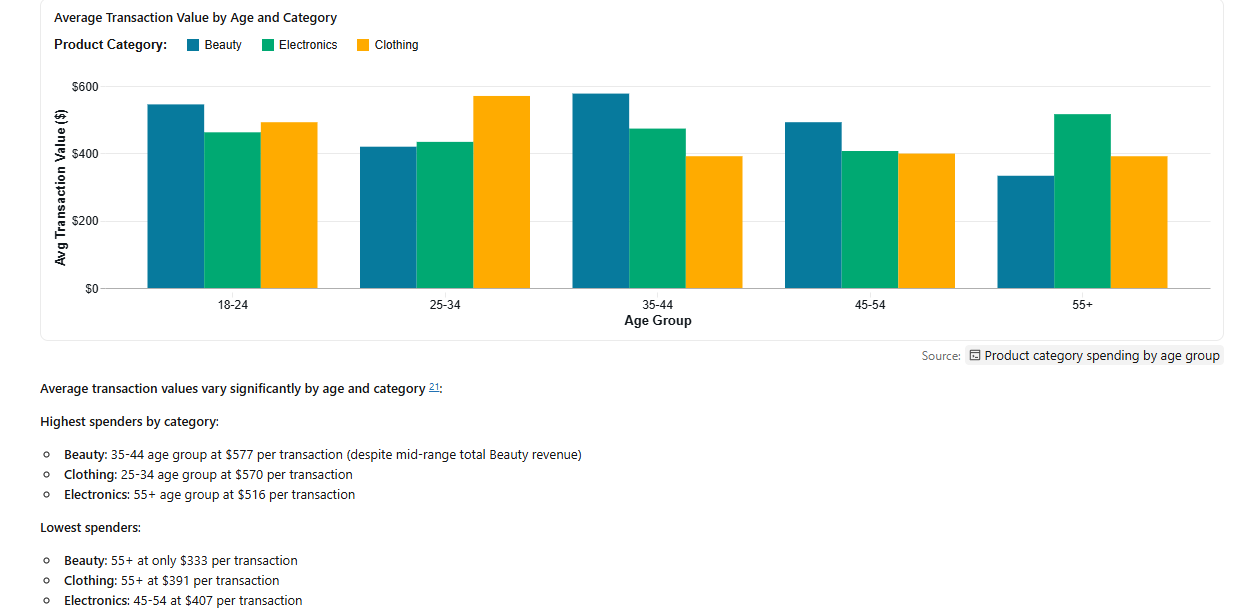 Average Transaction Value by Age and Category
Product Category: Beauty Electronics Clothing
$600
$400
$200
$0
Avg Transaction Value ($)
18-24 25-34 35-44 45-54 55+
Age Group
Source: Product category spending by age group
Average transaction values vary significantly by age and category 21:
Highest spenders by category:
Beauty: 35-44 age group at $577 per transaction (despite mid-range total Beauty revenue)
Clothing: 25-34 age group at $570 per transaction
Electronics: 55+ age group at $516 per transaction
Lowest spenders:
Beauty: 55+ at only $333 per transaction
Clothing: 55+ at $391 per transaction
Electronics: 45-54 at $407 per transaction